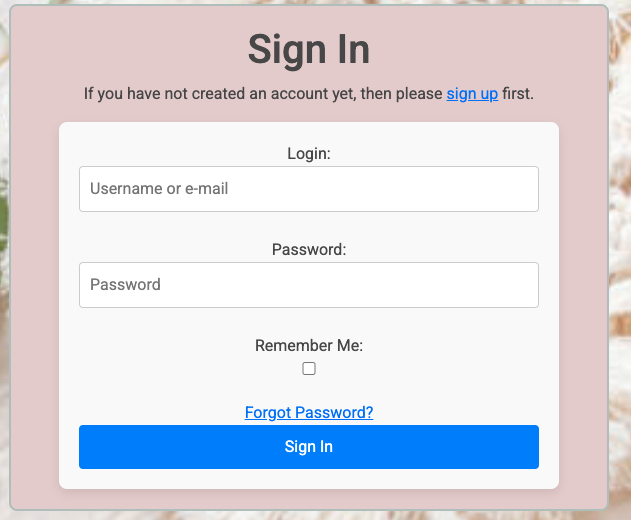 Sign In
If you have not created an account yet, then please sign up first.
Login:
Username or e-mail
Password:
Password
Remember Me:
Forgot Password?
Sign In